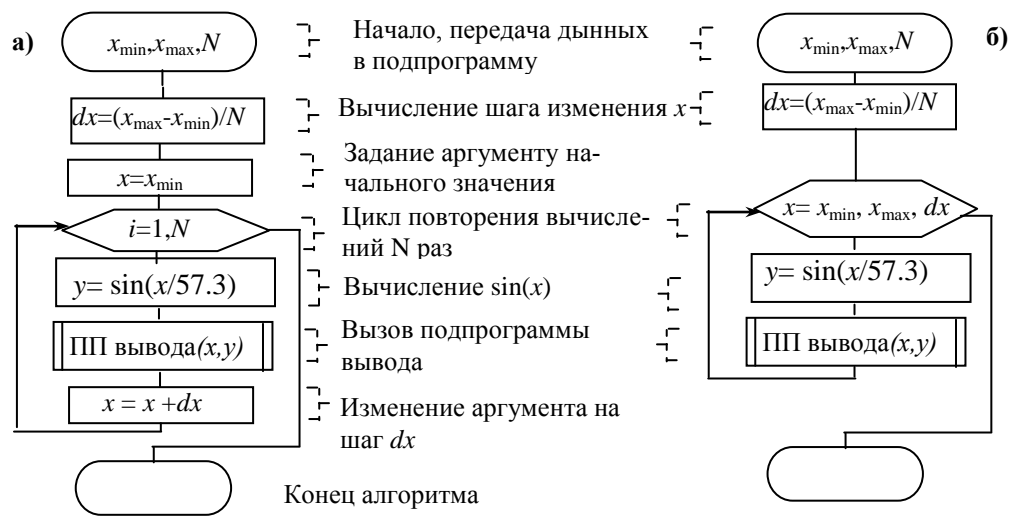 а)
x_min,x_max,N
Начало, передача дынных
в подпрограмму
x_min,x_max,N
б)
dx=(x_max-x_min)/N
Вычисление шага изменения x
dx=(x_max-x_min)/N
x=x_min
Задание аргументу на-
чального значения
i=1,N
Цикл повторения вычисле-
ний N раз
x= x_min, x_max, dx
y= sin(x/57.3)
Вычисление sin(x)
y= sin(x/57.3)
ПП вывода(x,y)
Вызов подпрограммы
вывода
ПП вывода(x,y)
x = x +dx
Изменение аргумента на
шаг dx
Конец алгоритма